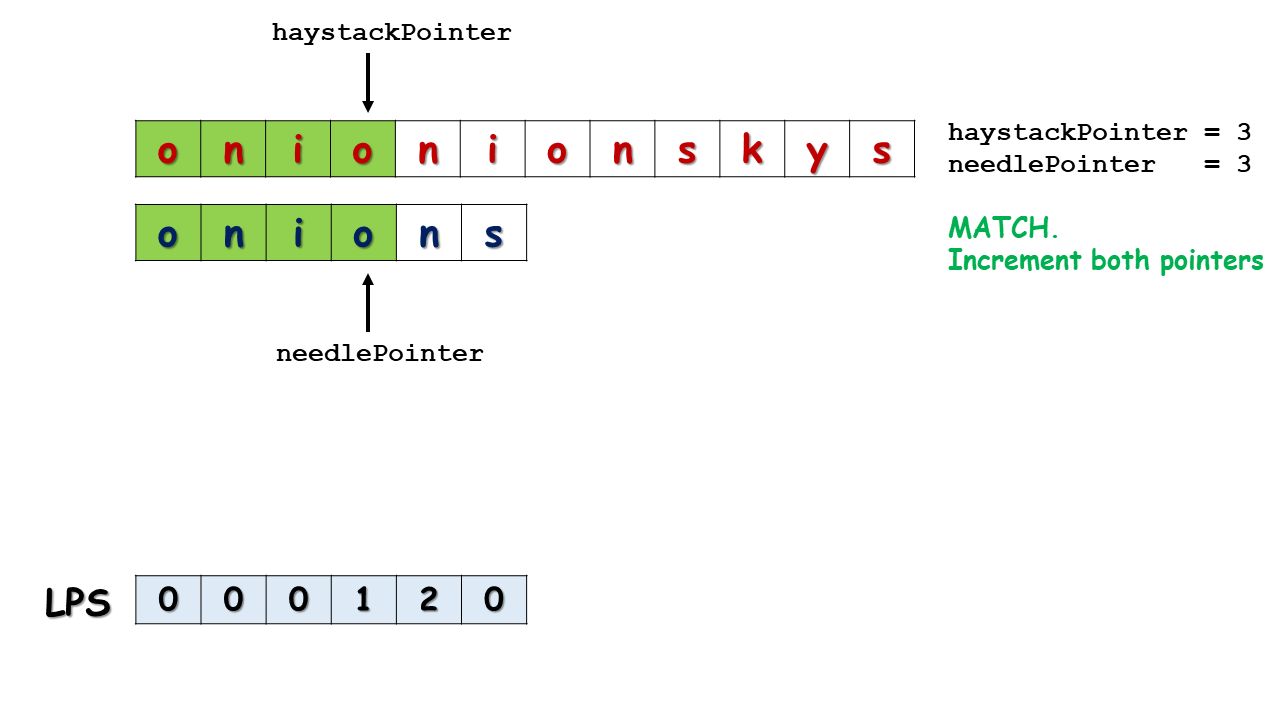 haystackPointer
o n i o n i o n s k y s
haystackPointer = 3
needlePointer = 3
o n i o n s
MATCH.
Increment both pointers
needlePointer
LPS 0 0 0 1 2 0